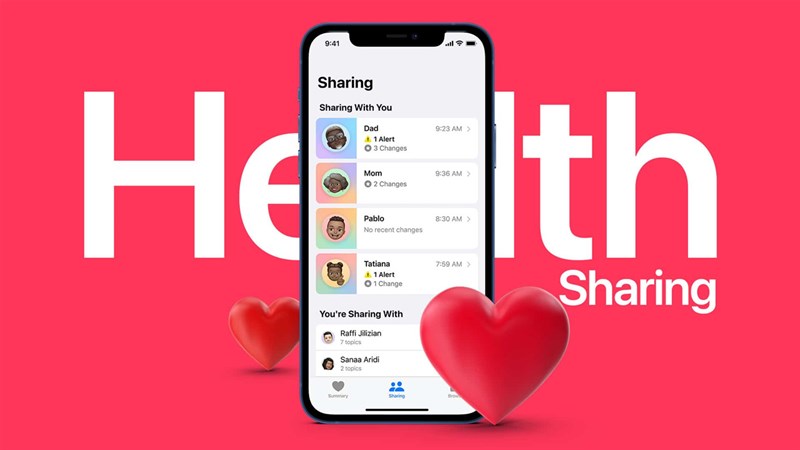 Health
Sharing
9:41
Sharing
Sharing With You
Dad 9:23 AM
1 Alert
3 Changes
Mom 9:36 AM
2 Changes
Pablo 8:30 AM
No recent changes
Tatiana 7:59 AM
1 Alert
1 Change
You're Sharing With
Raffi Jilizian
7 topics
Sanaa Aridi
2 topics
Summary Sharing